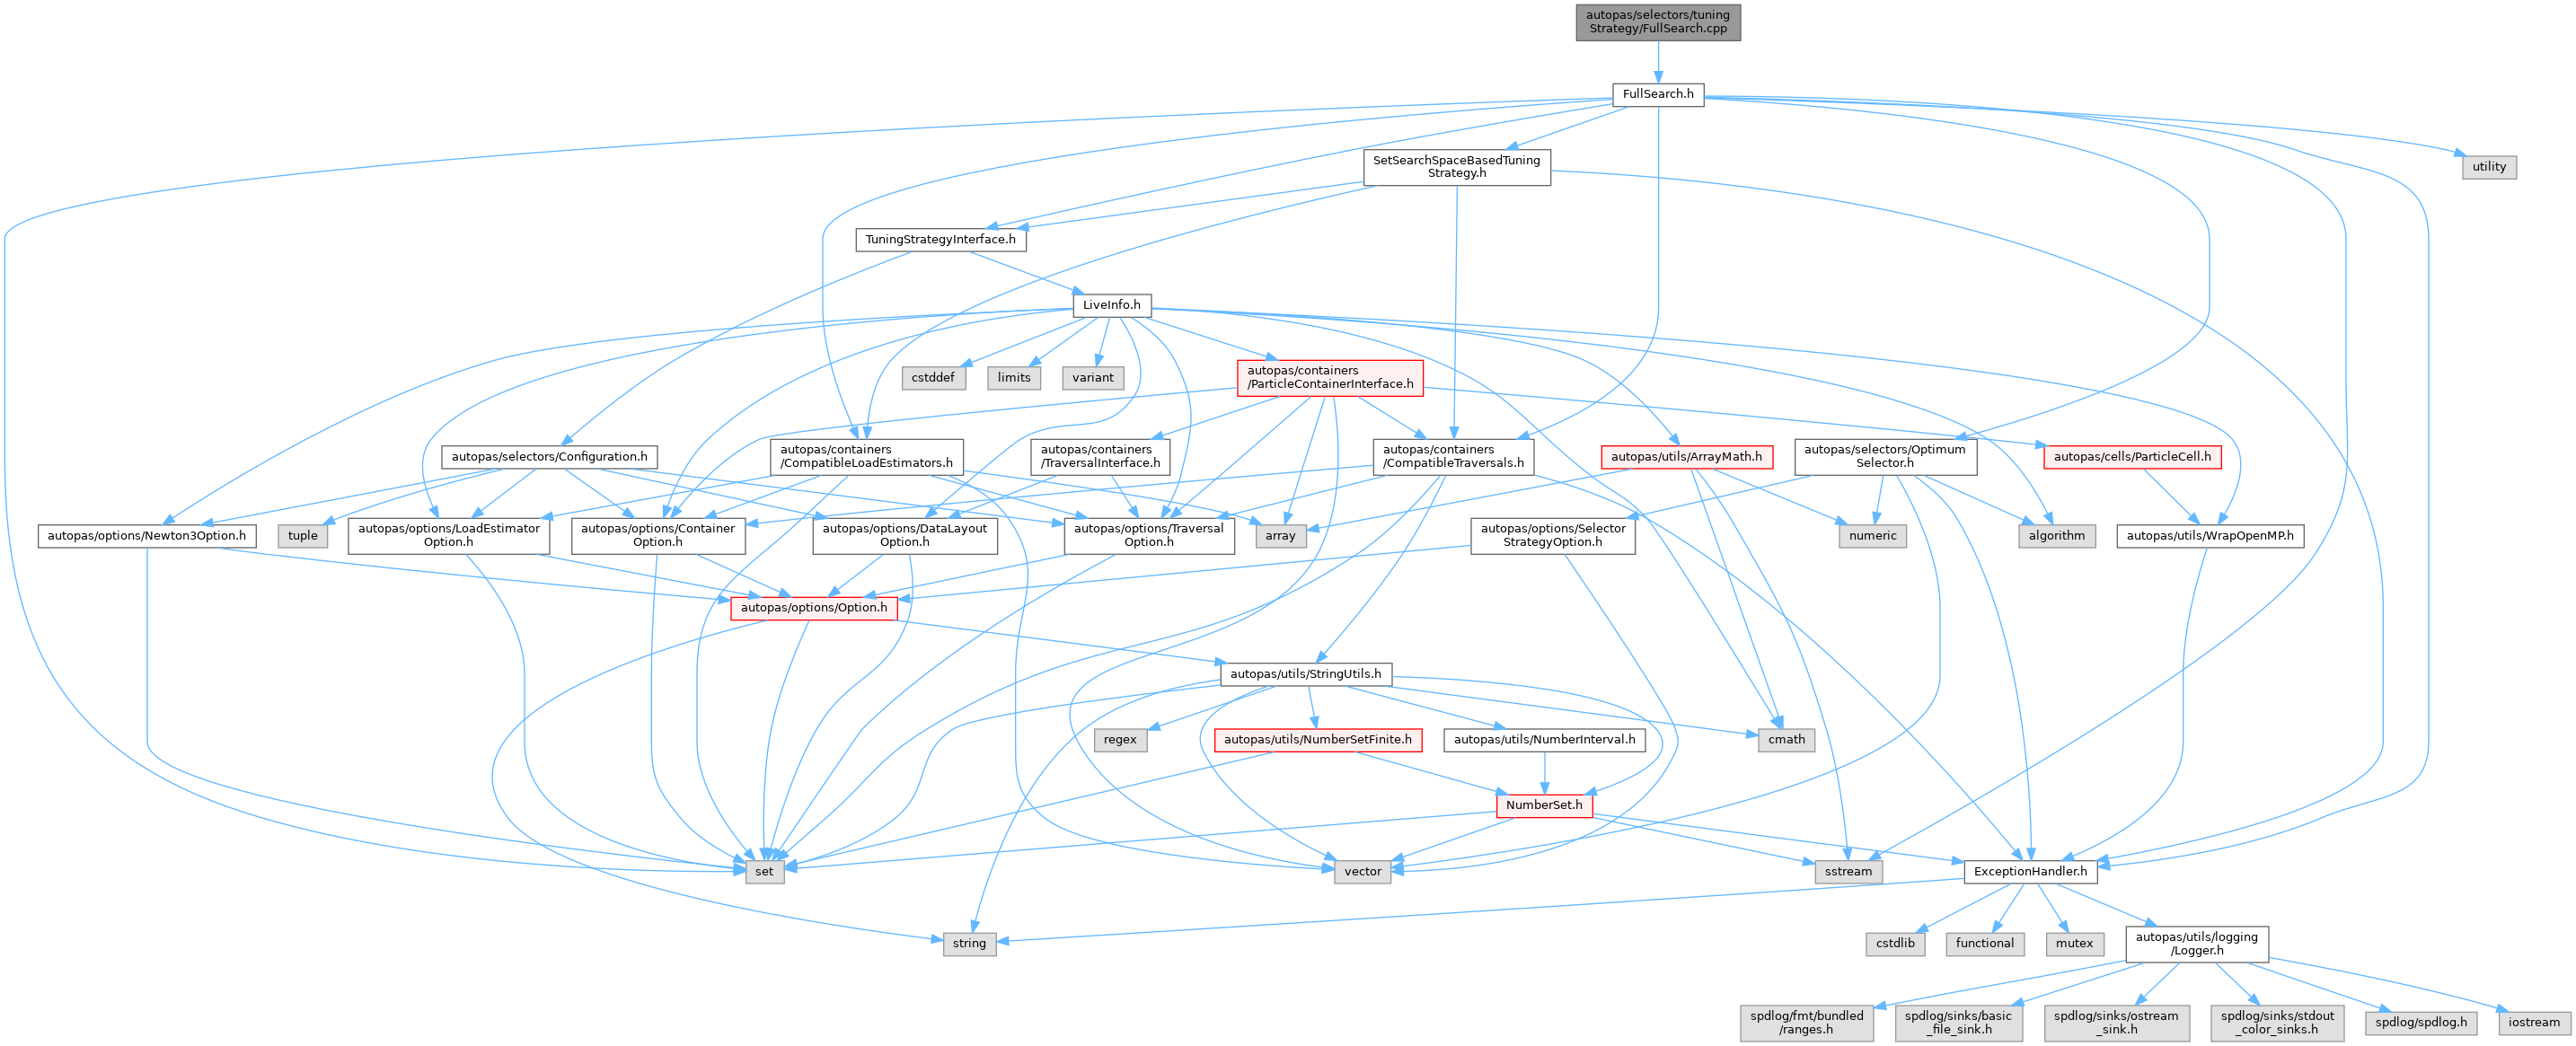 autopas/selectors/tuning
Strategy/FullSearch.cpp
FullSearch.h
SetSearchSpaceBasedTuning
Strategy.h
utility
TuningStrategyInterface.h
LiveInfo.h
cstddef
limits
variant
autopas/containers
/ParticleContainerInterface.h
autopas/selectors/Configuration.h
autopas/containers
/CompatibleLoadEstimators.h
autopas/containers
/TraversalInterface.h
autopas/containers
/CompatibleTraversals.h
autopas/utils/ArrayMath.h
autopas/selectors/Optimum
Selector.h
autopas/cells/ParticleCell.h
autopas/options/Newton3Option.h
tuple
autopas/options/LoadEstimator
Option.h
autopas/options/Container
Option.h
autopas/options/DataLayout
Option.h
autopas/options/Traversal
Option.h
array
autopas/options/Selector
StrategyOption.h
numeric
algorithm
autopas/utils/WrapOpenMP.h
autopas/options/Option.h
autopas/utils/StringUtils.h
regex
autopas/utils/NumberSetFinite.h
autopas/utils/NumberInterval.h
cmath
NumberSet.h
set
vector
sstream
ExceptionHandler.h
string
cstdlib
functional
mutex
autopas/utils/logging
/Logger.h
spdlog/fmt/bundled
/ranges.h
spdlog/sinks/basic
_file_sink.h
spdlog/sinks/ostream
_sink.h
spdlog/sinks/stdout
_color_sinks.h
spdlog/spdlog.h
iostream